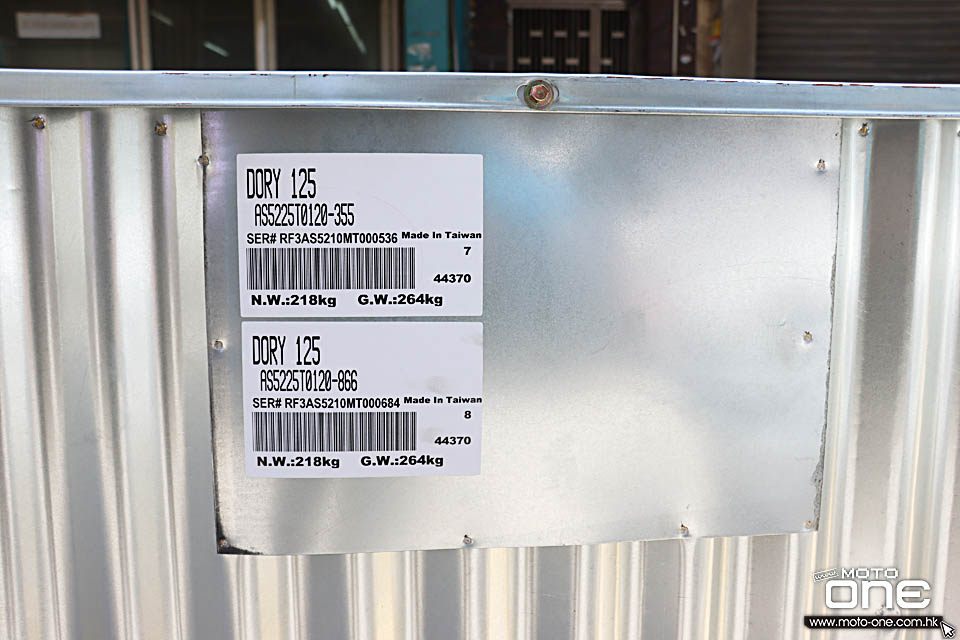 DORY 125
AS5225T0120-355
SER# RF3AS5210MT000536 Made In Taiwan
7
44370
N.W.:218kg G.W.:264kg
DORY 125
AS5225T0120-866
SER# RF3AS5210MT000684 Made In Taiwan
8
44370
N.W.:218kg G.W.:264kg
www.MOTO
ONE
www.moto-one.com.hk